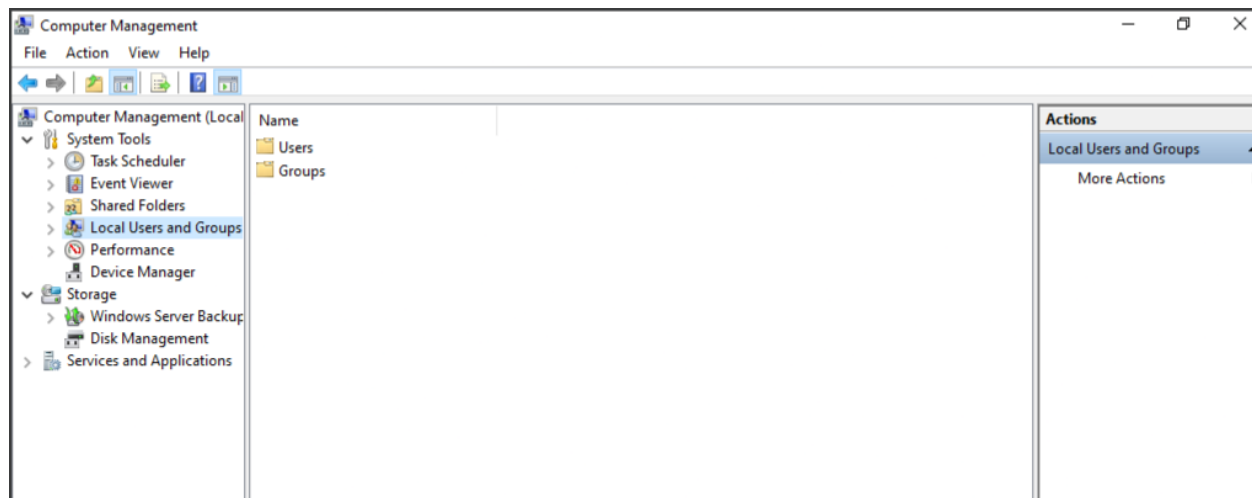 Computer Management
File Action View Help
Computer Management (Local
System Tools
Task Scheduler
Event Viewer
Shared Folders
Local Users and Groups
Performance
Device Manager
Storage
Windows Server Backup
Disk Management
Services and Applications
Name
Users
Groups
Actions
Local Users and Groups
More Actions